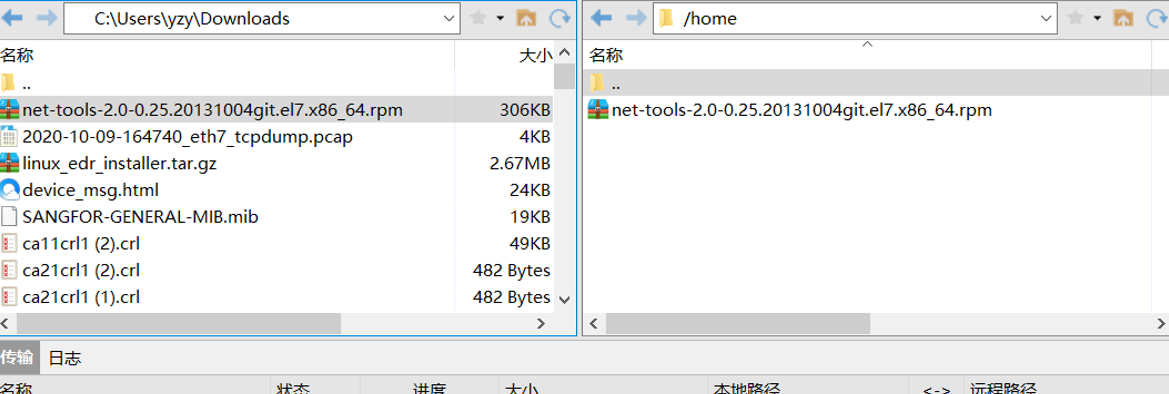 C:\Users\yzy\Downloads
/home
名称 大小
名称
..
..
net-tools-2.0-0.25.20131004git.el7.x86_64.rpm 306KB
net-tools-2.0-0.25.20131004git.el7.x86_64.rpm
2020-10-09-164740_eth7_tcpdump.pcap 4KB
linux_edr_installer.tar.gz 2.67MB
device_msg.html 24KB
SANGFOR-GENERAL-MIB.mib 19KB
ca11crl1 (2).crl 49KB
ca21crl1 (2).crl 482 Bytes
ca21crl1 (1).crl 482 Bytes
传输 日志
名称 状态 进度 大小 本地路径 <-> 远程路径